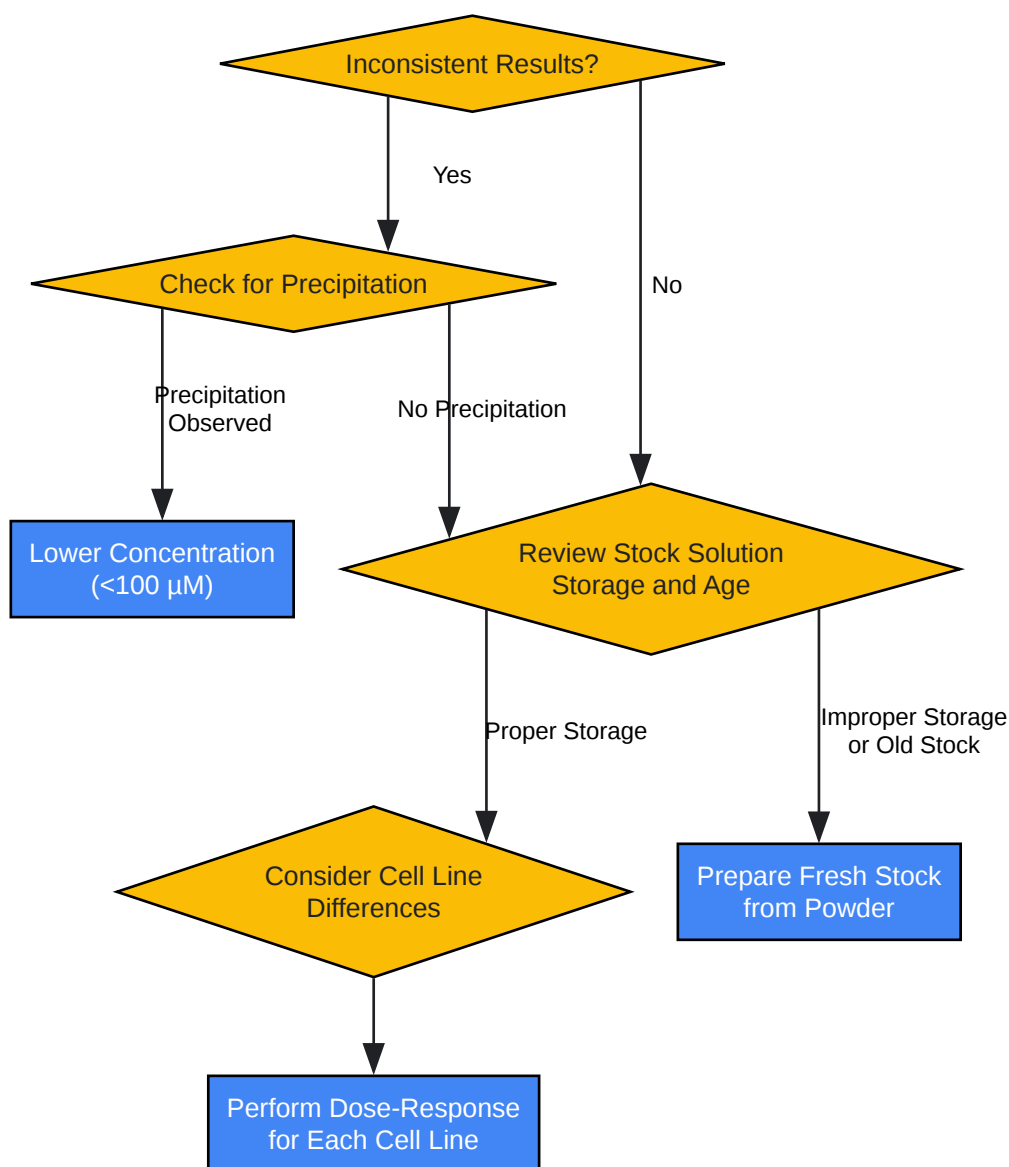 Inconsistent Results?
Yes
Check for Precipitation
No
Precipitation
Observed
No Precipitation
Lower Concentration
(<100 µM)
Review Stock Solution
Storage and Age
Proper Storage
Improper Storage
or Old Stock
Consider Cell Line
Differences
Prepare Fresh Stock
from Powder
Perform Dose-Response
for Each Cell Line